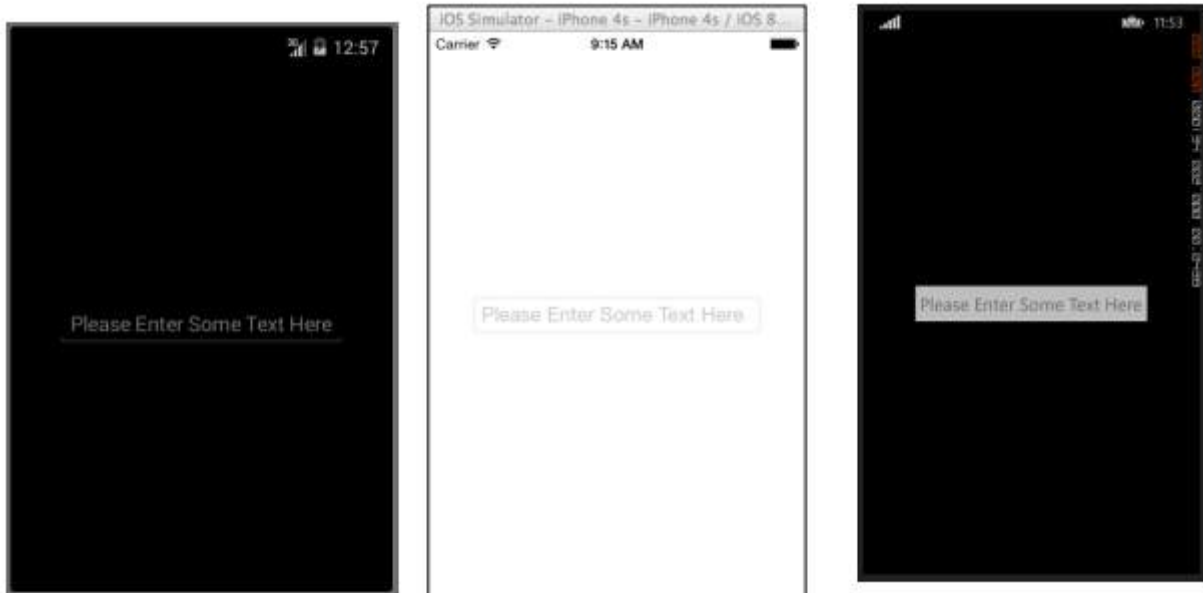 12:57
Please Enter Some Text Here
iOS Simulator – iPhone 4s – iPhone 4s / iOS 8...
Carrier
9:15 AM
Please Enter Some Text Here
11:53
Please Enter Some Text Here